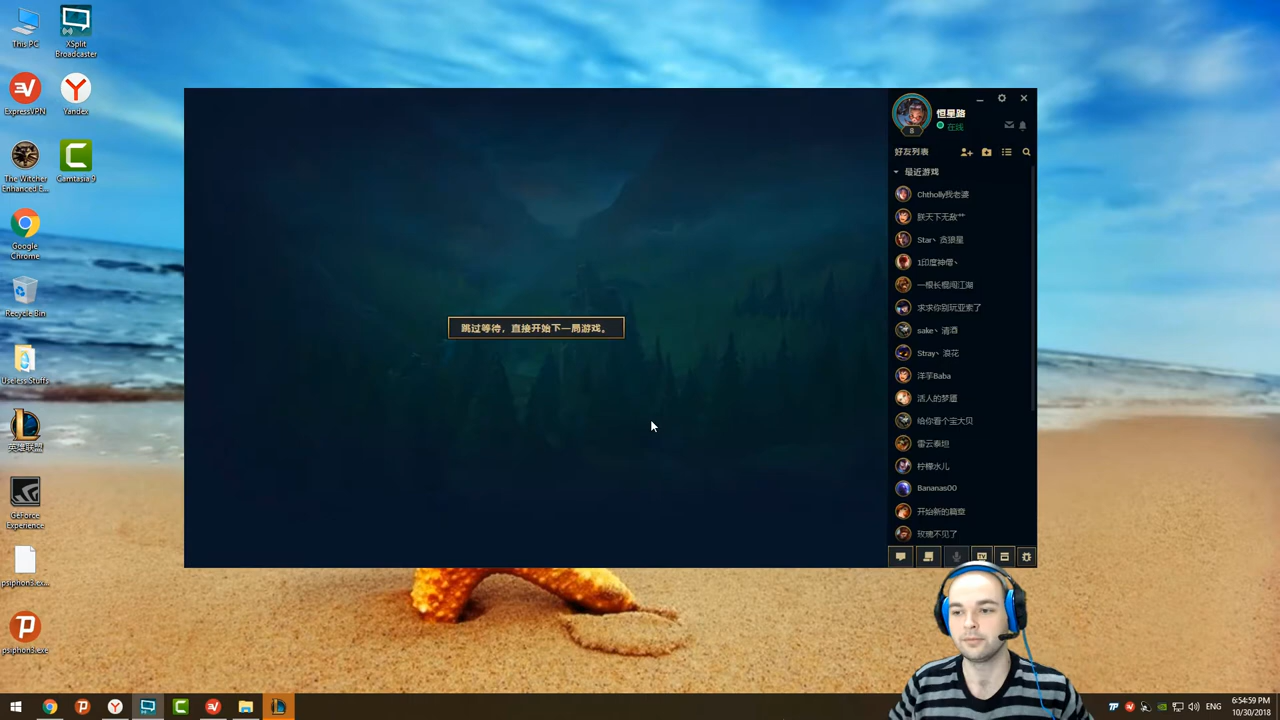 This PC
XSplit
Broadcaster
ExpressVPN
Yandex
The Witcher
Enhanced E...
Camtasia 9
Google
Chrome
Recycle Bin
Useless Stuffs
英雄联盟
GeForce
Experience
psiphon3.exe...
psiphon3.exe
跳过等待，直接开始下一局游戏。
恒星路
8
在线
好友列表
最近游戏
Chtholly我老婆
朕天下无敌艹
Star丶贪狼星
1印度神僧丶
一根长棍闯江湖
求求你别玩亚索了
sake丶清酒
Stray丶浪花
洋芋Baba
活人的梦魇
给你看个宝大贝
雷云泰坦
柠檬水儿
Bananas00
开始新的篇章
玫瑰不见了
TV
ENG
6:54:59 PM
10/30/2018